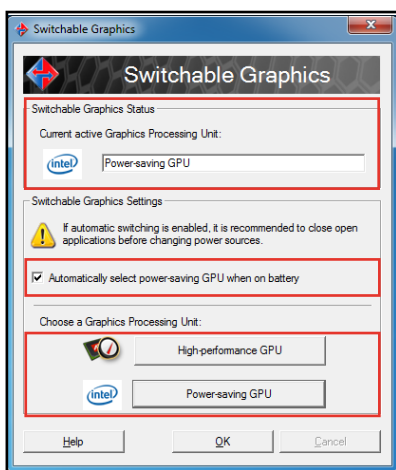 Switchable Graphics
Switchable Graphics
Switchable Graphics Status
Current active Graphics Processing Unit:
intel
Power-saving GPU
Switchable Graphics Settings
If automatic switching is enabled, it is recommended to close open
applications before changing power sources.
Automatically select power-saving GPU when on battery
Choose a Graphics Processing Unit:
High-performance GPU
intel
Power-saving GPU
Help
OK
Cancel